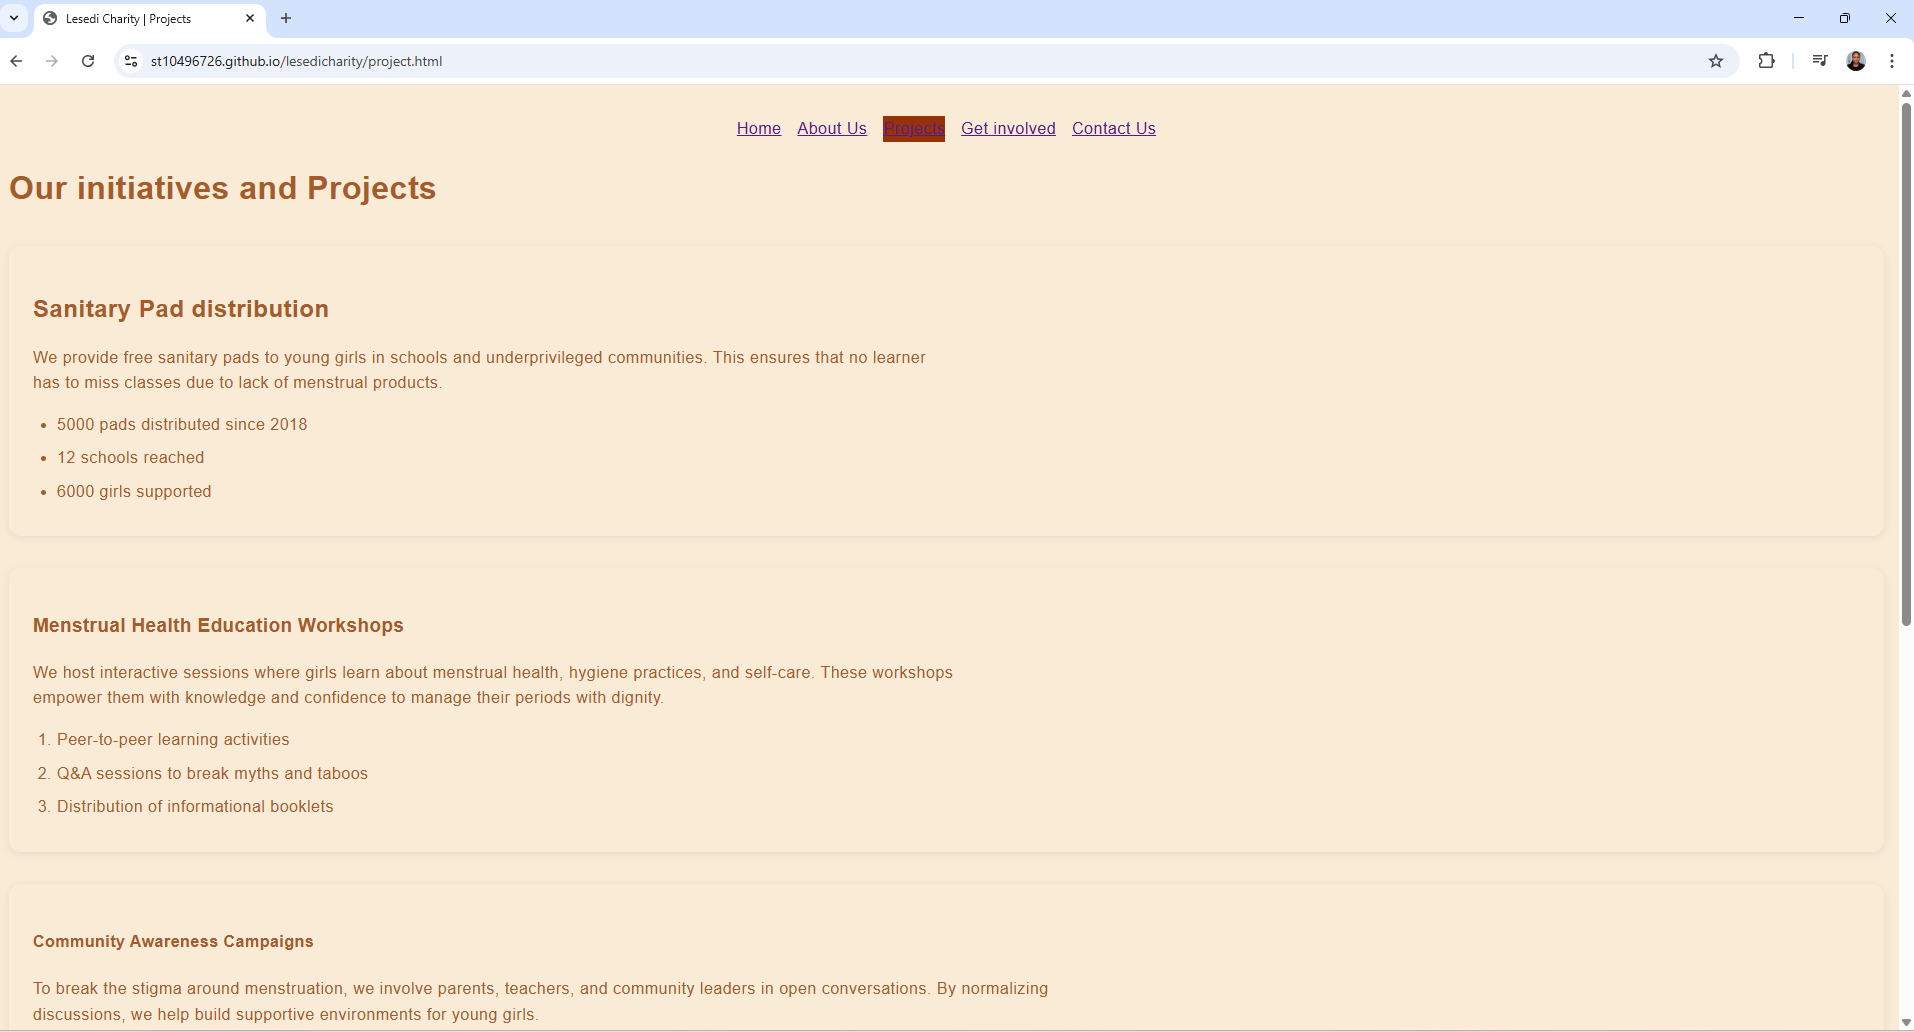 Lesedi Charity | Projects
st10496726.github.io/lesedicharity/project.html
Home About Us Projects Get involved Contact Us
Our initiatives and Projects
Sanitary Pad distribution
We provide free sanitary pads to young girls in schools and underprivileged communities. This ensures that no learner
has to miss classes due to lack of menstrual products.
• 5000 pads distributed since 2018
• 12 schools reached
• 6000 girls supported
Menstrual Health Education Workshops
We host interactive sessions where girls learn about menstrual health, hygiene practices, and self-care. These workshops
empower them with knowledge and confidence to manage their periods with dignity.
1. Peer-to-peer learning activities
2. Q&A sessions to break myths and taboos
3. Distribution of informational booklets
Community Awareness Campaigns
To break the stigma around menstruation, we involve parents, teachers, and community leaders in open conversations. By normalizing
discussions, we help build supportive environments for young girls.